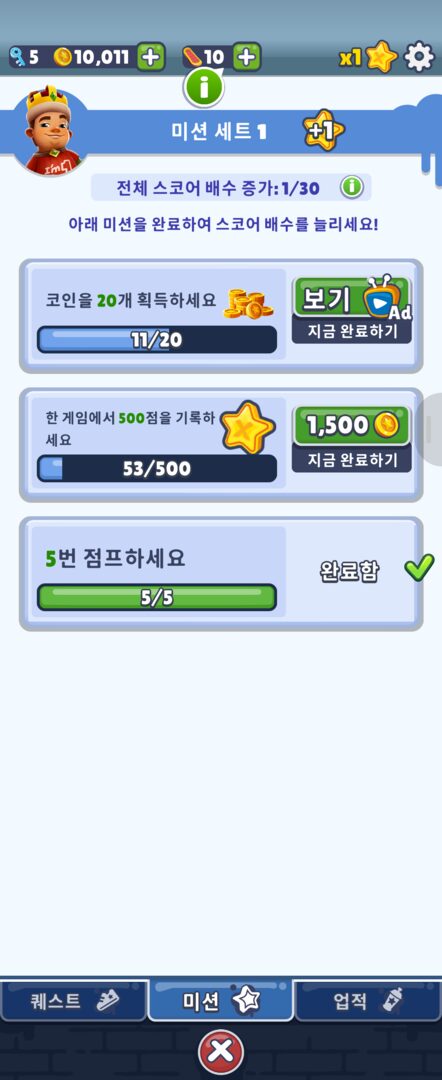 5 10,011 10 x1
미션 세트 1 +1
전체 스코어 배수 증가: 1/30
아래 미션을 완료하여 스코어 배수를 늘리세요!
코인을 20개 획득하세요
11/20
보기 Ad
지금 완료하기
한 게임에서 500점을 기록하
세요
53/500
1,500
지금 완료하기
5번 점프하세요
5/5
완료함
퀘스트 미션 업적